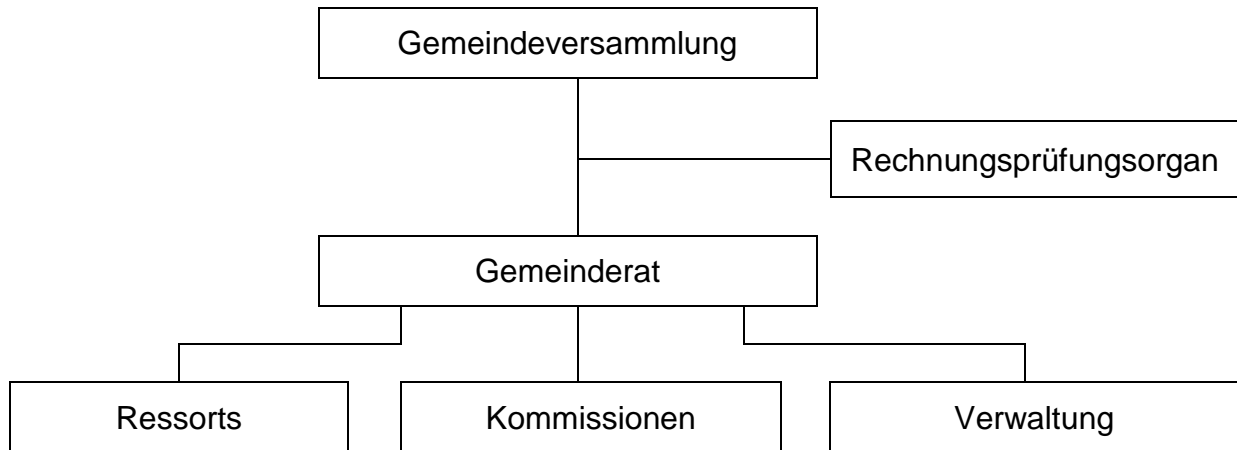 Gemeindeversammlung
Rechnungsprüfungsorgan
Gemeinderat
Ressorts
Kommissionen
Verwaltung